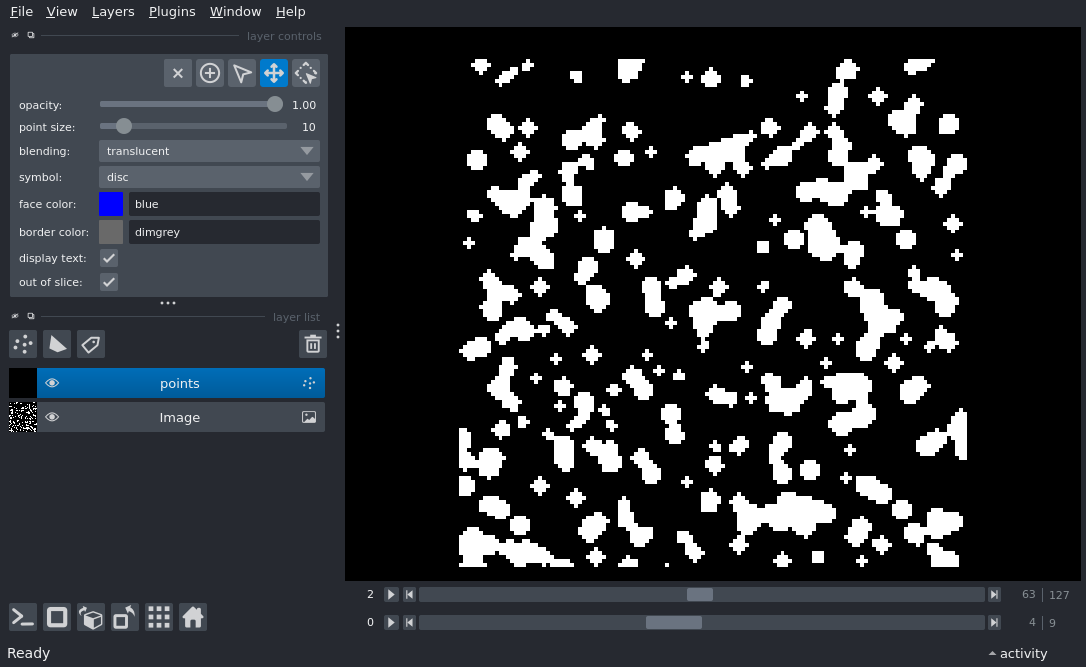 File View Layers Plugins Window Help
layer controls
opacity: 1.00
point size: 10
blending: translucent
symbol: disc
face color: blue
border color: dimgrey
display text:
out of slice:
layer list
points
Image
2 63 127
0 4 9
Ready activity